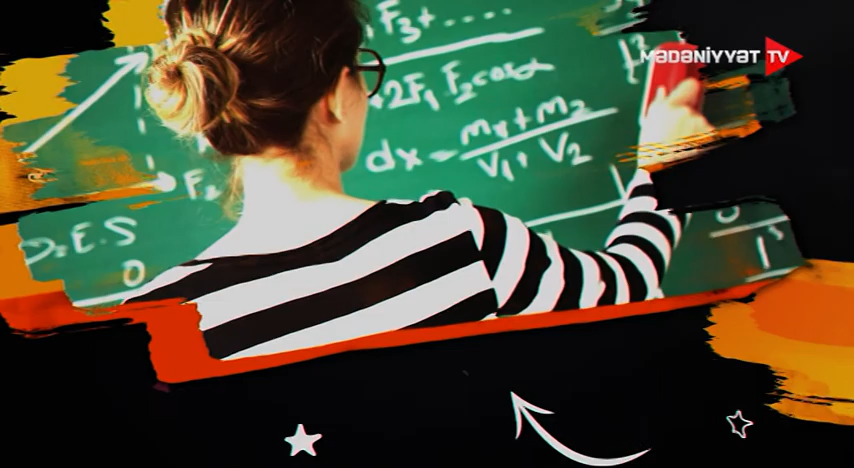 F₃+.....
MƏDƏNİYYƏT TV
2F₁ F₂ cosα
dx = m₁+m₂
V₁, V₂
F₂
D.E.S
0